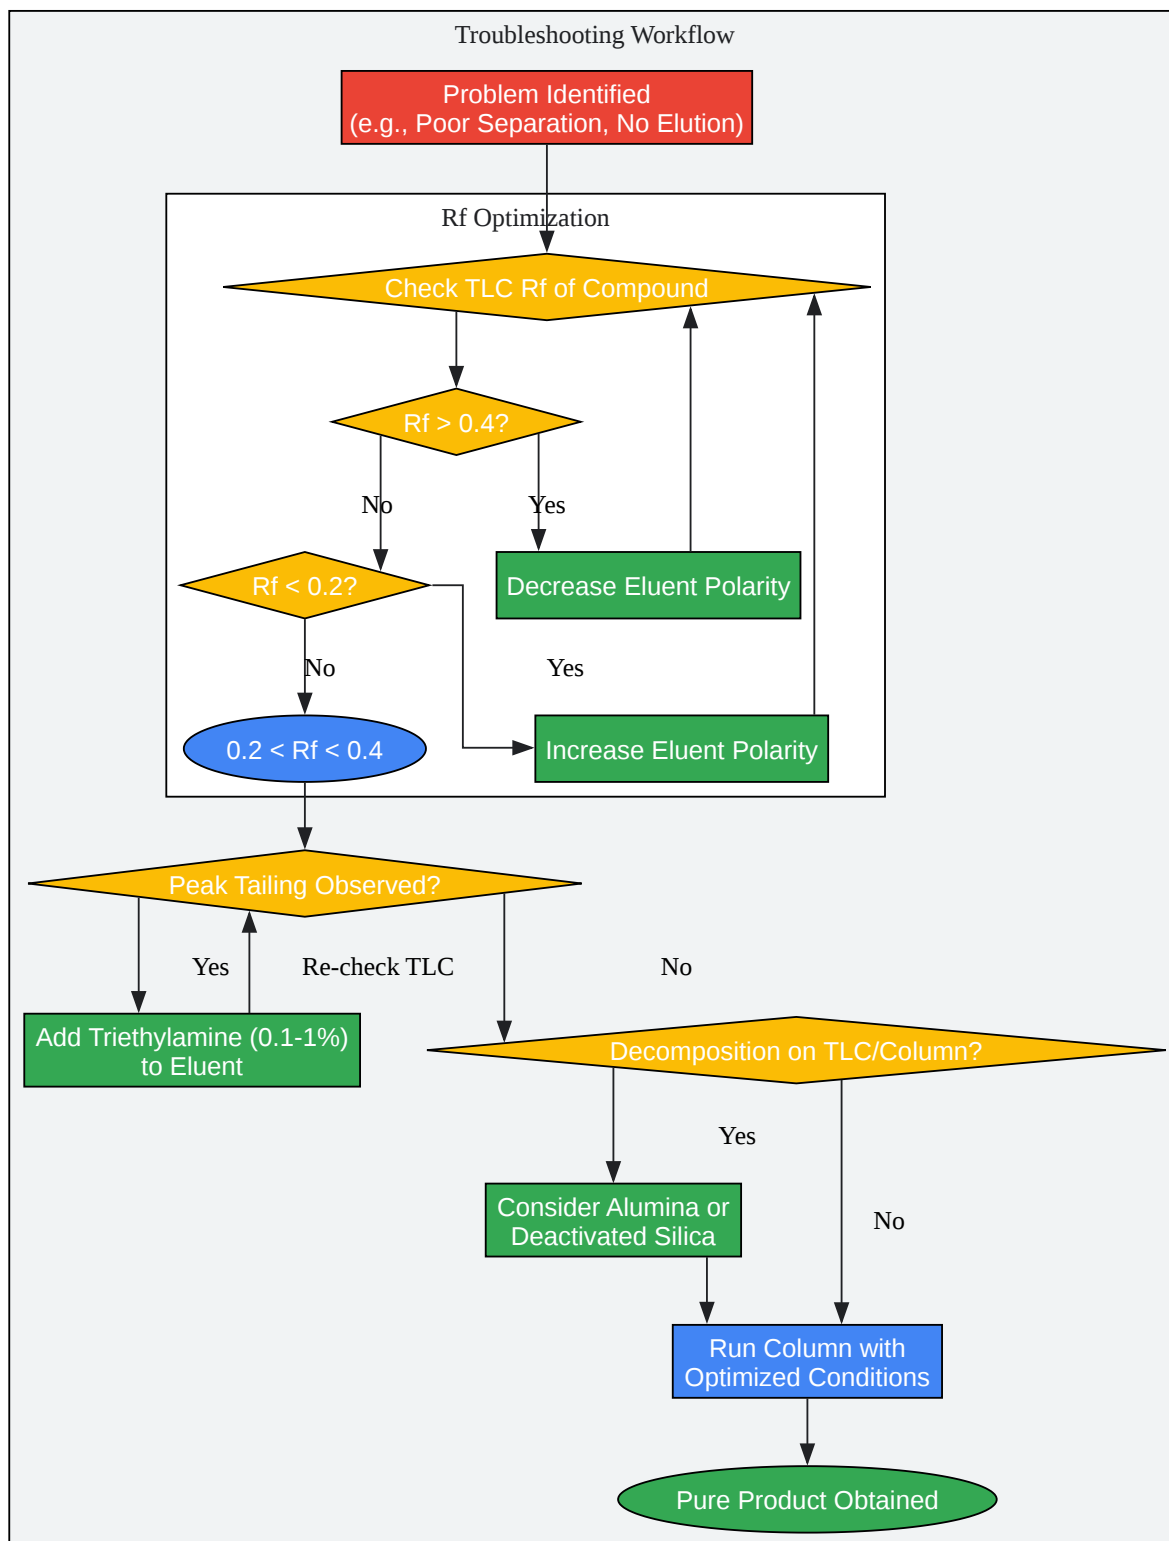 Troubleshooting Workflow
Problem Identified
(e.g., Poor Separation, No Elution)
Rf Optimization
Check TLC Rf of Compound
Rf > 0.4?
No
Yes
Rf < 0.2?
Decrease Eluent Polarity
No
Yes
0.2 < Rf < 0.4
Increase Eluent Polarity
Peak Tailing Observed?
Yes
Re-check TLC
No
Add Triethylamine (0.1-1%)
to Eluent
Decomposition on TLC/Column?
Yes
Consider Alumina or
Deactivated Silica
No
Run Column with
Optimized Conditions
Pure Product Obtained